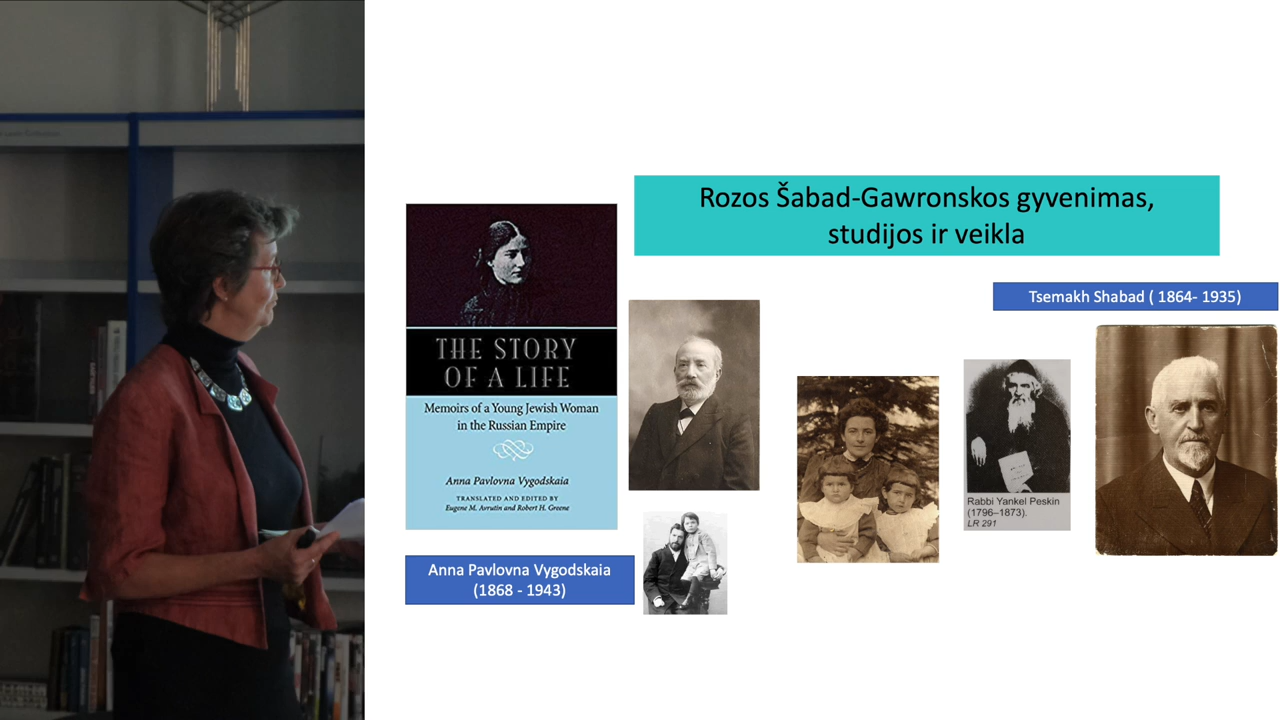 Rozos Šabad-Gawronskos gyvenimas,
studijos ir veikla
THE STORY
OF A LIFE
Memoirs of a Young Jewish Woman
in the Russian Empire
Anna Pavlovna Vygodskaia
TRANSLATED AND EDITED BY
Eugene M. Avrutin and Robert H. Greene
Anna Pavlovna Vygodskaia
(1868 - 1943)
Rabbi Yankel Peskin
(1796–1873).
LR 291
Tsemakh Shabad ( 1864- 1935)